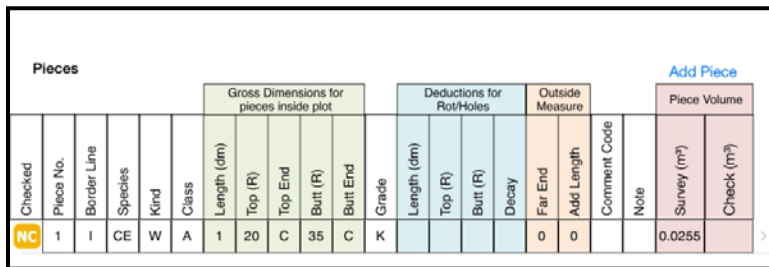 Pieces
Add Piece
Gross Dimensions for
pieces inside plot
Deductions for
Rot/Holes
Outside
Measure
Piece Volume
Checked
Piece No.
Border Line
Species
Kind
Class
Length (dm)
Top (R)
Top End
Butt (R)
Butt End
Grade
Length (dm)
Top (R)
Butt (R)
Decay
Far End
Add Length
Comment Code
Note
Survey (m³)
Check (m³)
NC 1 I CE W A 1 20 C 35 C K 0 0 0.0255